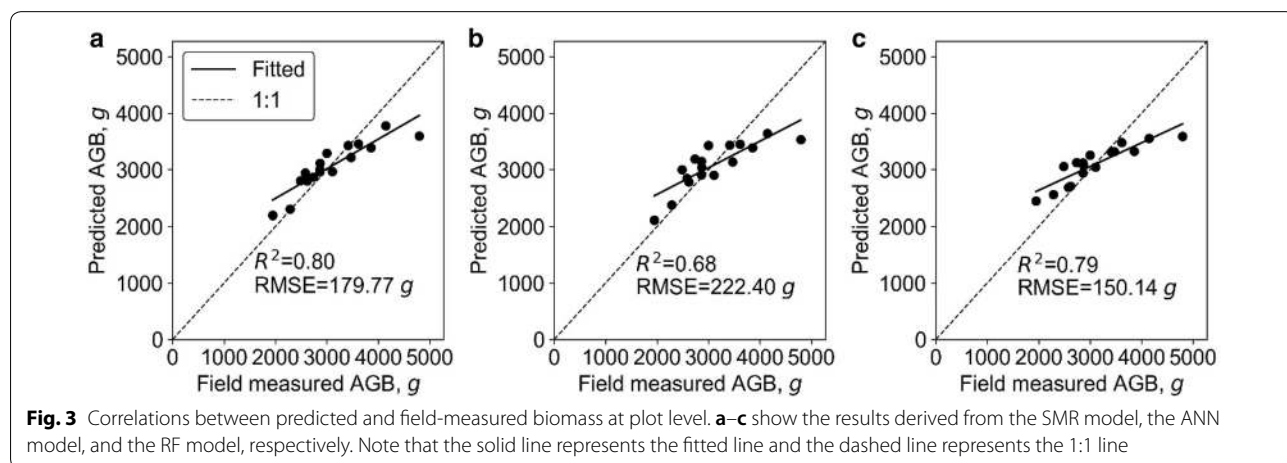 a
b
c
5000
4000
3000
2000
1000
0
Predicted AGB, g
Fitted
1:1
R²=0.80
RMSE=179.77 g
0 1000 2000 3000 4000 5000
Field measured AGB, g
5000
4000
3000
2000
1000
0
Predicted AGB, g
R²=0.68
RMSE=222.40 g
0 1000 2000 3000 4000 5000
Field measured AGB, g
5000
4000
3000
2000
1000
0
Predicted AGB, g
R²=0.79
RMSE=150.14 g
0 1000 2000 3000 4000 5000
Field measured AGB, g
Fig. 3 Correlations between predicted and field-measured biomass at plot level. a–c show the results derived from the SMR model, the ANN
model, and the RF model, respectively. Note that the solid line represents the fitted line and the dashed line represents the 1:1 line